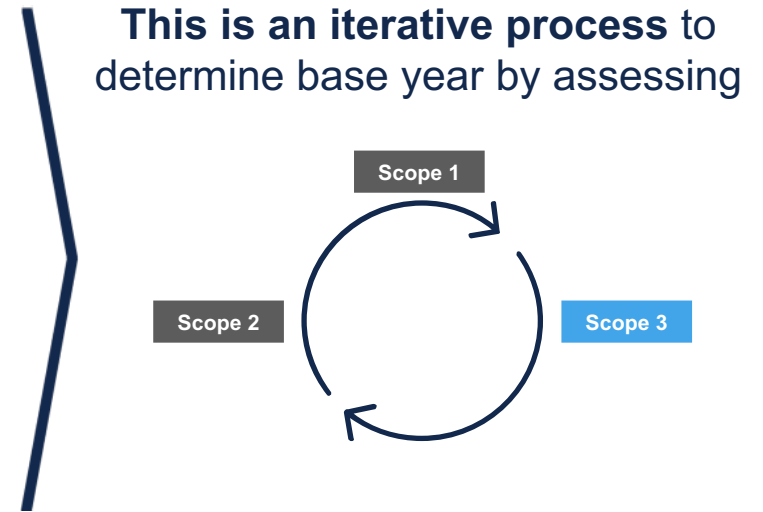 This is an iterative process to
determine base year by assessing
Scope 1
Scope 2
Scope 3